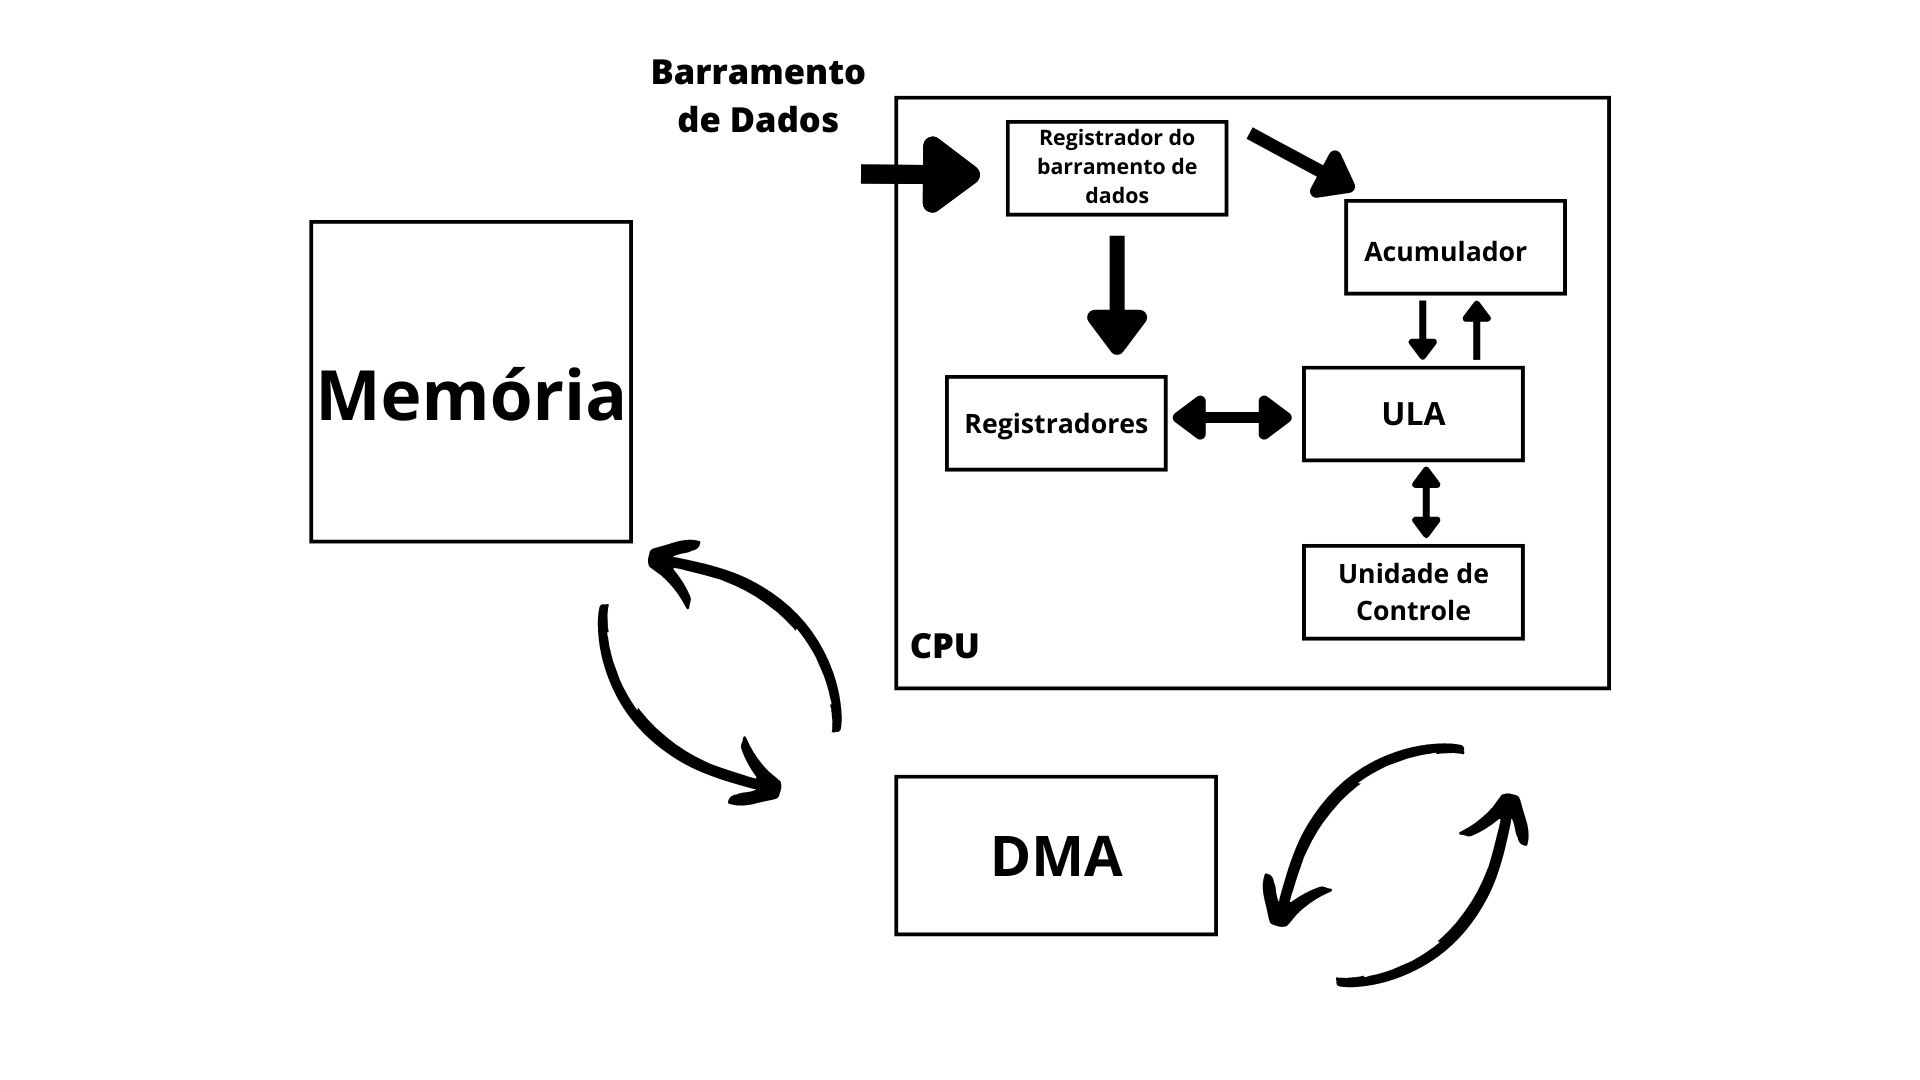 Barramento
de Dados
Registrador do
barramento de
dados
Acumulador
Memória
Registradores
ULA
Unidade de
Controle
CPU
DMA